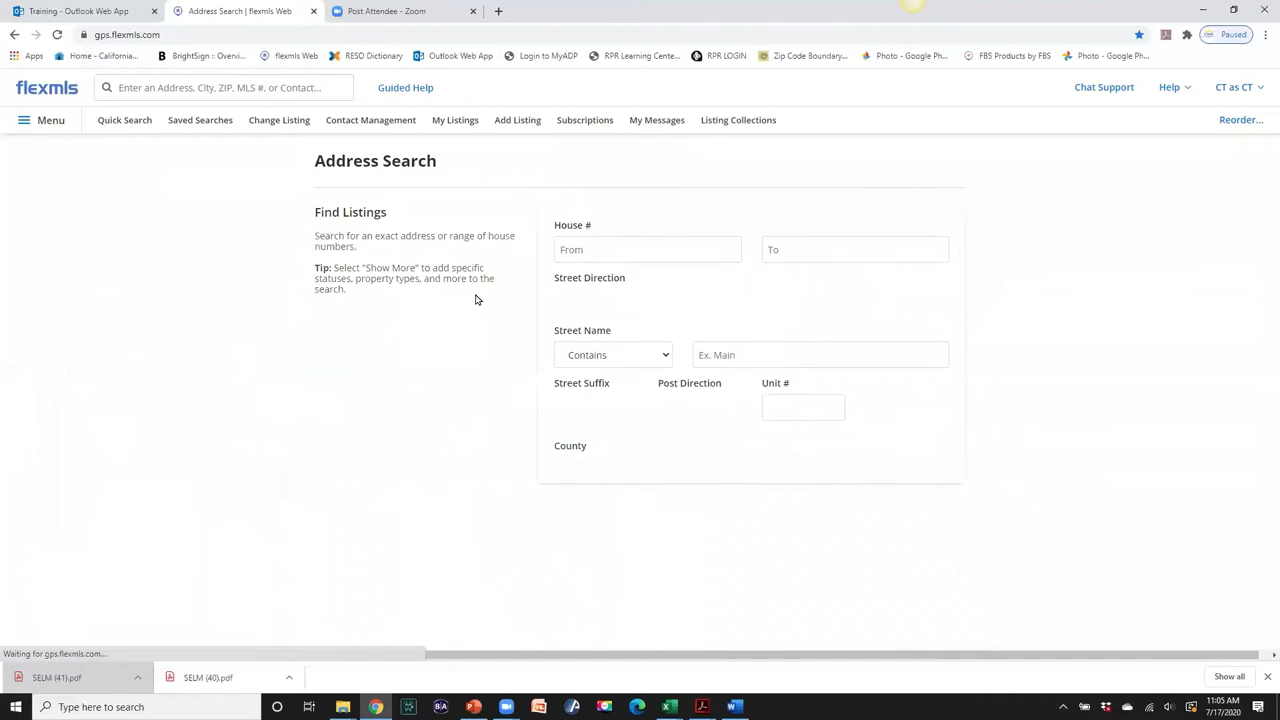 Training - Outlook Web App
Address Search | flexmls Web
Post Attendee - Zoom
gps.flexmls.com
Paused
Apps
Home - California...
BrightSign :: Overvi...
flexmls Web
RESO Dictionary
Outlook Web App
Login to MyADP
RPR Learning Cente...
RPR LOGIN
Zip Code Boundary...
Photo - Google Ph...
FBS Products by FBS
Photo - Google Ph...
flexmls
Enter an Address, City, ZIP, MLS #, or Contact...
Guided Help
Chat Support
Help
CT as CT
Menu
Quick Search
Saved Searches
Change Listing
Contact Management
My Listings
Add Listing
Subscriptions
My Messages
Listing Collections
Reorder...
Address Search
Find Listings
Search for an exact address or range of house
numbers.
Tip: Select "Show More" to add specific
statuses, property types, and more to the
search.
House #
From
To
Street Direction
Street Name
Contains
Ex. Main
Street Suffix
Post Direction
Unit #
County
Waiting for gps.flexmls.com...
SELM (41).pdf
SELM (40).pdf
Show all
Type here to search
11:05 AM
7/17/2020